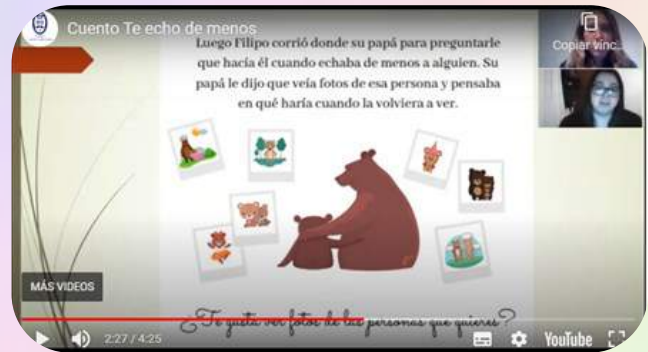 Cuento Te echo de menos
Copiar vínc...
Luego Filipo corrió donde su papá para preguntarle
que hacía él cuando echaba de menos a alguien. Su
papá le dijo que veía fotos de esa persona y pensaba
en qué haría cuando la volviera a ver.
MÁS VIDEOS
¿Te gusta ver fotos de las personas que quieres?
2:27 / 4:25
YouTube